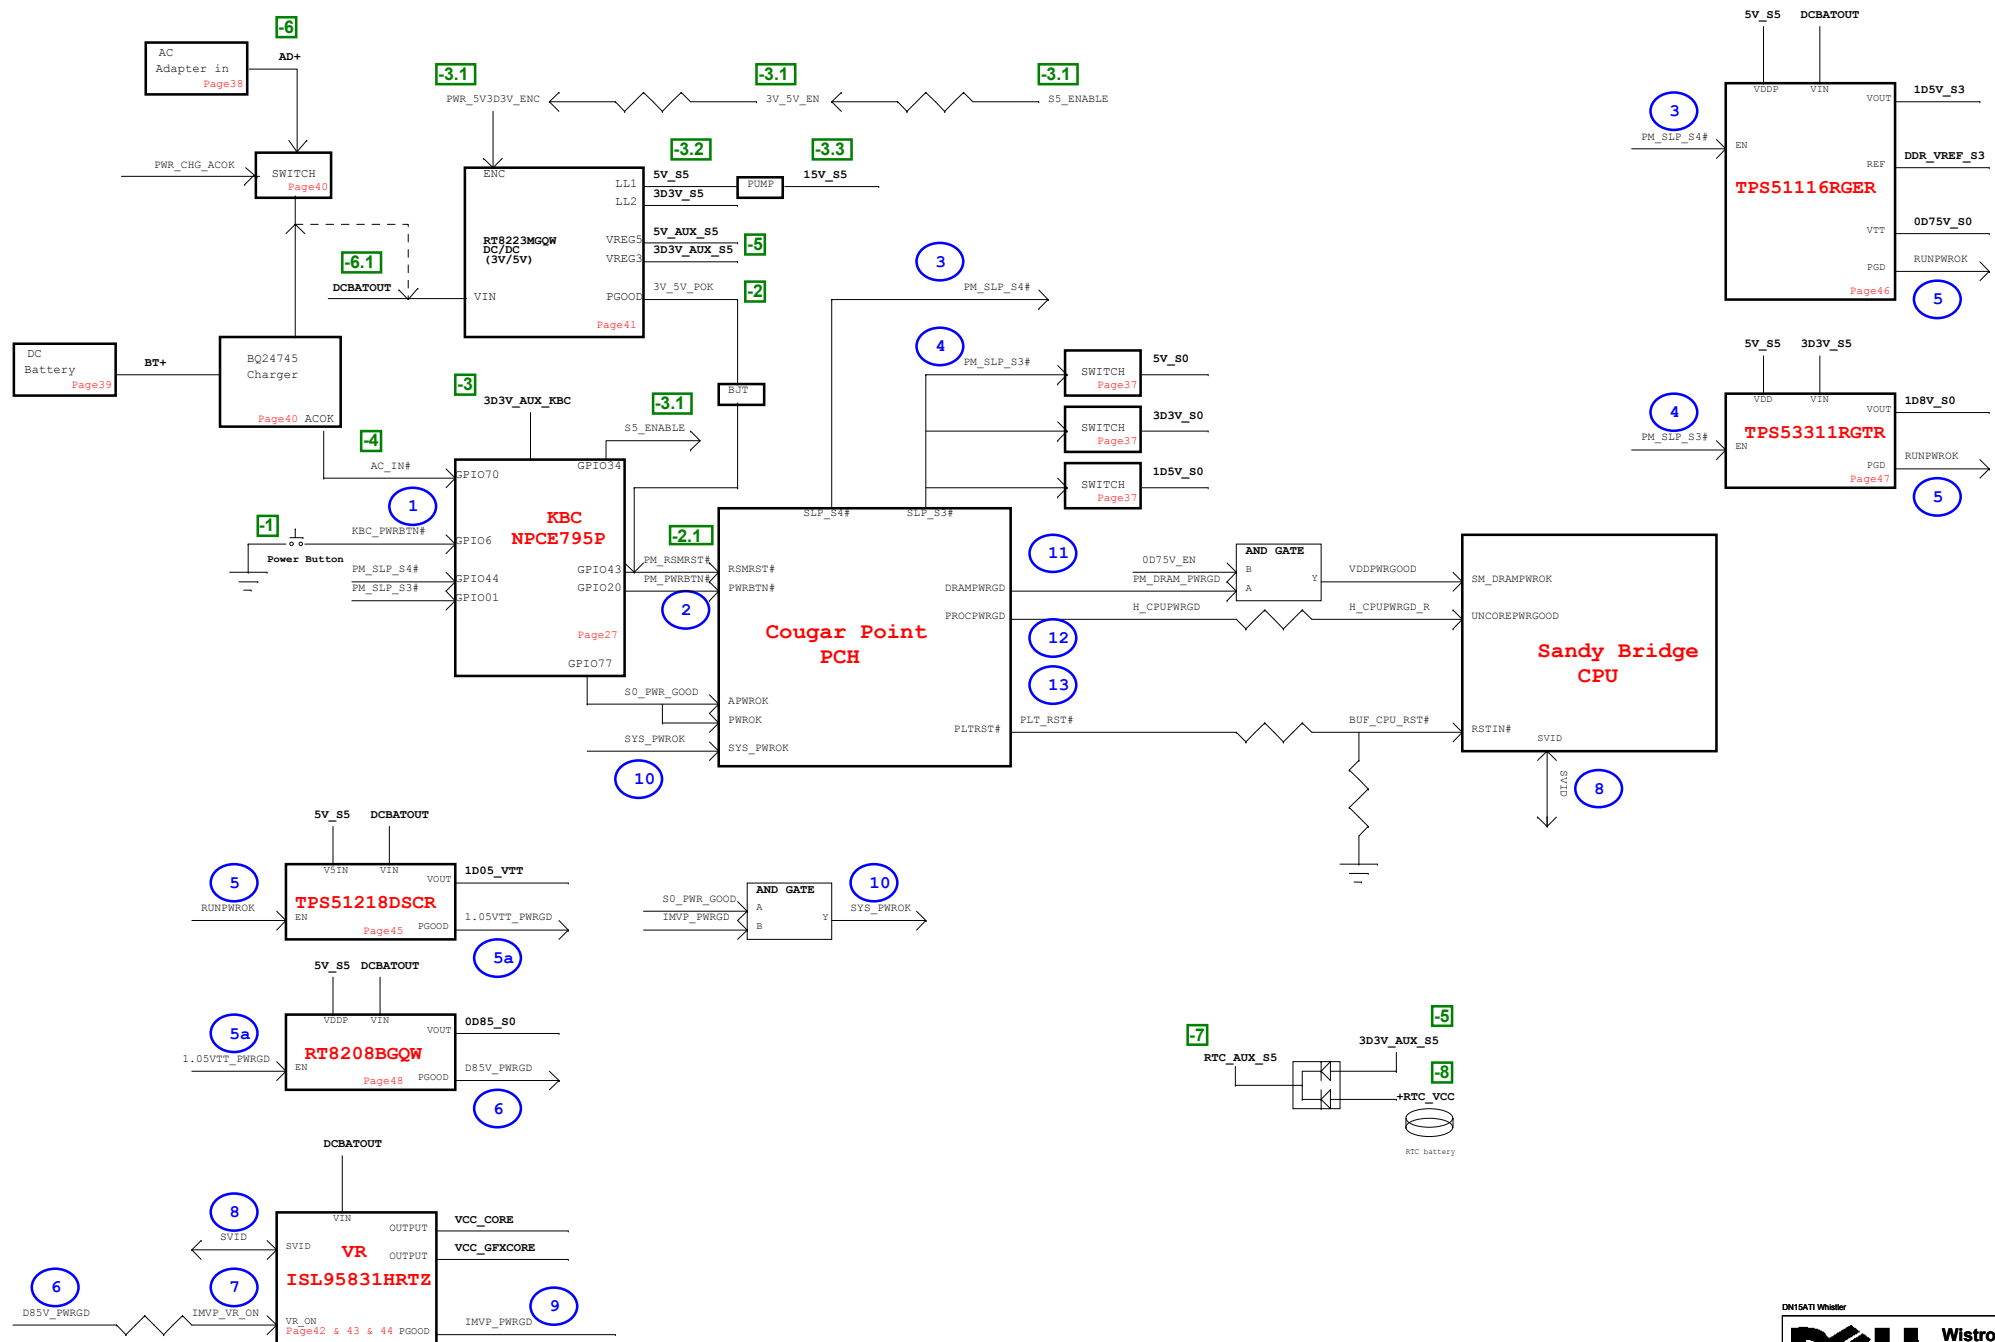 -6
AC
Adapter in
Page38
AD+
PWR_CHG_ACOK
SWITCH
Page40
-6.1
DCBATOUT
DC
Battery
Page39
BT+
BQ24745
Charger
Page40 ACOK
-4
AC_IN#
-3.1
PWR_5V3D3V_ENC
-3.1
3V_5V_EN
-3.1
S5_ENABLE
ENC
LL1
LL2
RT8223MGQW
DC/DC
(3V/5V)
VREG5
VREG3
VIN
PGOOD
Page41
-3.2
5V_S5
3D3V_S5
PUMP
-3.3
15V_S5
5V_AUX_S5
3D3V_AUX_S5
-5
3V_5V_POK
-2
BJT
-3
3D3V_AUX_KBC
-3.1
S5_ENABLE
1
-1
KBC_PWRBTN#
Power Button
PM_SLP_S4#
PM_SLP_S3#
GPIO70
GPIO34
KBC
NPCE795P
GPIO6
GPIO44
GPIO01
GPIO43
GPIO20
Page27
GPIO77
-2.1
PM_RSMRST#
PM_PWRBTN#
2
S0_PWR_GOOD
SYS_PWROK
10
3
PM_SLP_S4#
4
PM_SLP_S3#
SWITCH
Page37
5V_S0
SWITCH
Page37
3D3V_S0
SWITCH
Page37
1D5V_S0
SLP_S4#
SLP_S3#
RSMRST#
PWRBTN#
DRAMPWRGD
PROCPWRGD
Cougar Point
PCH
APWROK
PWROK
SYS_PWROK
PLTRST#
11
12
13
0D75V_EN
PM_DRAM_PWRGD
AND GATE
B
A
Y
VDDPWRGOOD
H_CPUPWRGD
H_CPUPWRGD_R
PLT_RST#
BUF_CPU_RST#
SM_DRAMPWROK
UNCOREPWRGOOD
Sandy Bridge
CPU
RSTIN#
SVID
SVID
8
5V_S5 DCBATOUT
VDDP VIN
VOUT
1D5V_S3
3
PM_SLP_S4#
EN
REF
DDR_VREF_S3
TPS51116RGER
VTT
0D75V_S0
PGD
RUNPWROK
Page46
5
5V_S5 3D3V_S5
VDD VIN
VOUT
1D8V_S0
4
PM_SLP_S3#
EN
TPS53311RGTR
PGD
RUNPWROK
Page47
5
5V_S5 DCBATOUT
V5IN VIN
VOUT
1D05_VTT
5
RUNPWROK
TPS51218DSCR
EN
Page45
PGOOD
1.05VTT_PWRGD
5a
S0_PWR_GOOD
IMVP_PWRGD
AND GATE
A
B
Y
10
SYS_PWROK
5V_S5 DCBATOUT
VDDP VIN
VOUT
0D85_S0
5a
1.05VTT_PWRGD
RT8208BGQW
EN
Page48
PGOOD
D85V_PWRGD
6
-7
RTC_AUX_S5
-5
3D3V_AUX_S5
-8
+RTC_VCC
RTC battery
DCBATOUT
VIN
OUTPUT
VCC_CORE
8
SVID
SVID
VR
OUTPUT
VCC_GFXCORE
ISL95831HRTZ
6
D85V_PWRGD
7
IMVP_VR_ON
VR_ON
Page42 & 43 & 44 PGOOD
IMVP_PWRGD
9
DN15ATI Whistler
DELL
Wistro